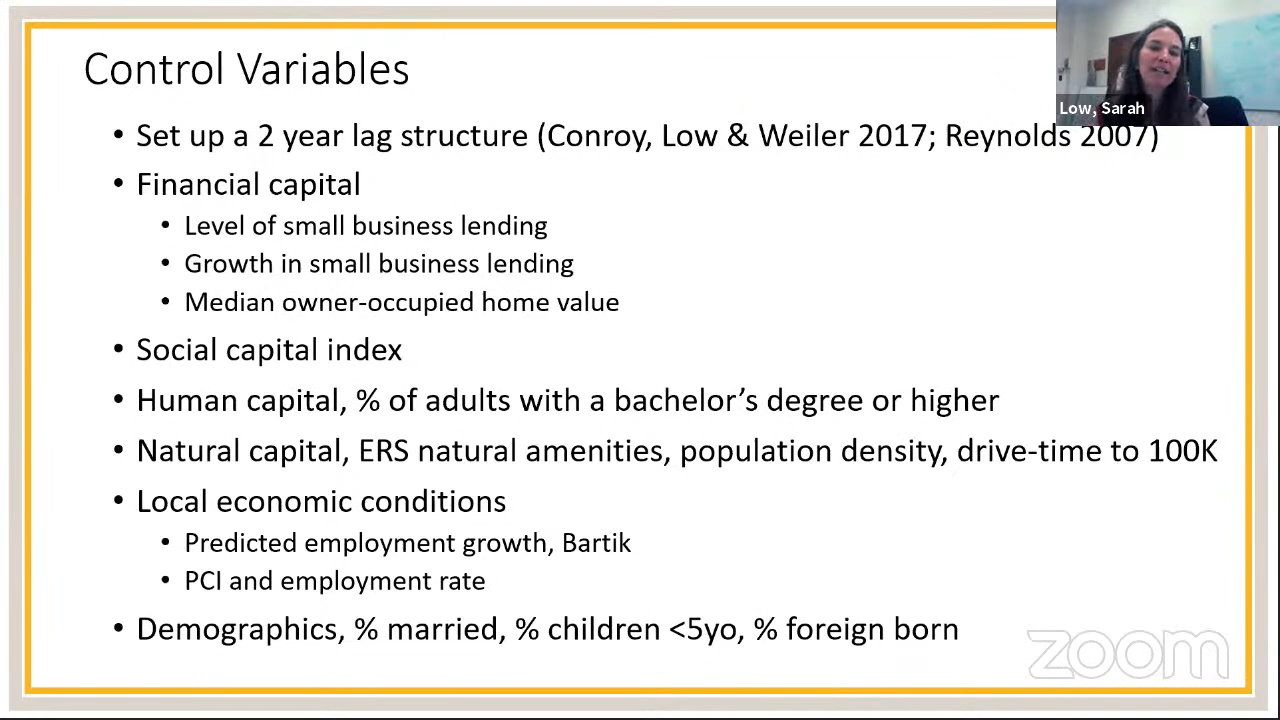 Control Variables
Low, Sarah
• Set up a 2 year lag structure (Conroy, Low & Weiler 2017; Reynolds 2007)
• Financial capital
• Level of small business lending
• Growth in small business lending
• Median owner-occupied home value
• Social capital index
• Human capital, % of adults with a bachelor’s degree or higher
• Natural capital, ERS natural amenities, population density, drive-time to 100K
• Local economic conditions
• Predicted employment growth, Bartik
• PCI and employment rate
• Demographics, % married, % children <5yo, % foreign born
zoom